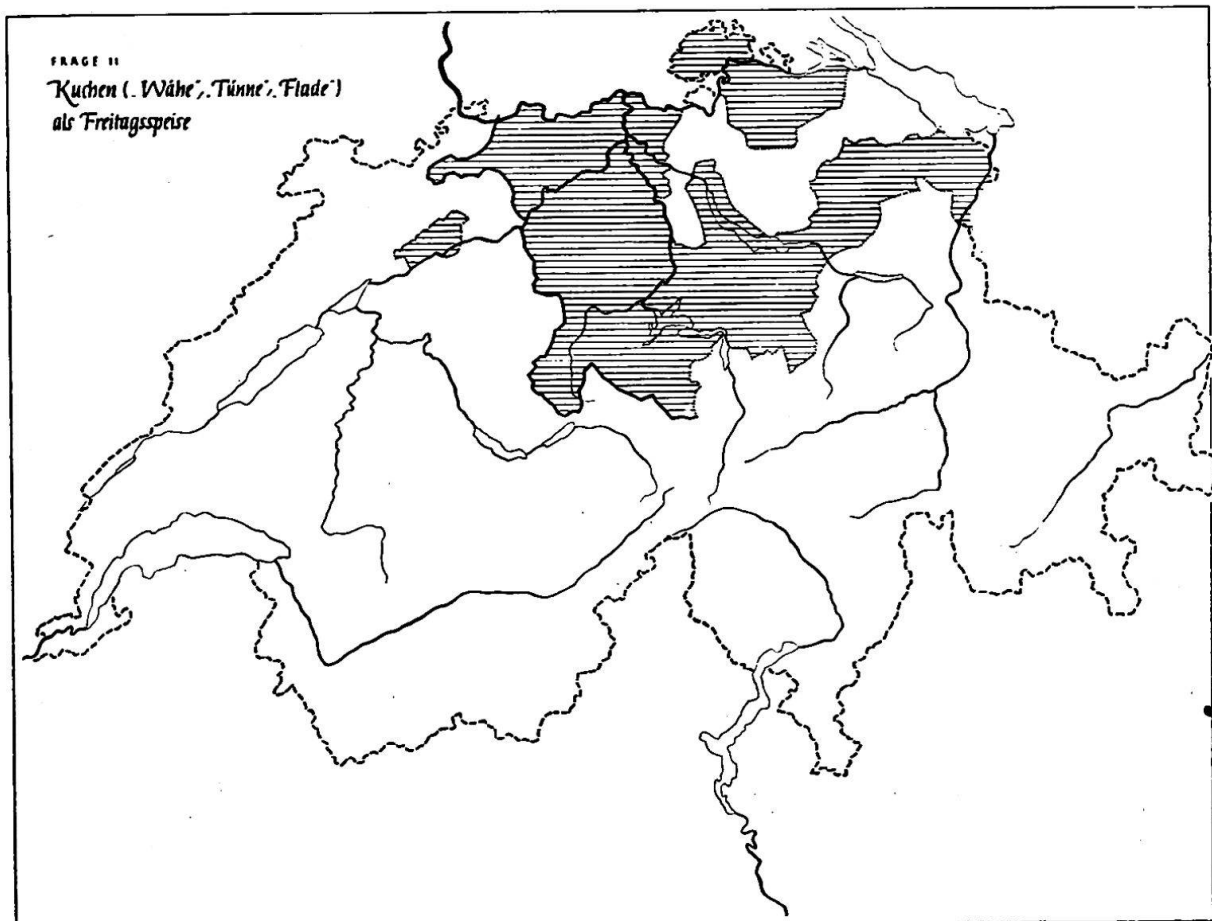 FRAGE 11
Kuchen („Wähe", „Tünne", „Flade")
als Freitagsspeise